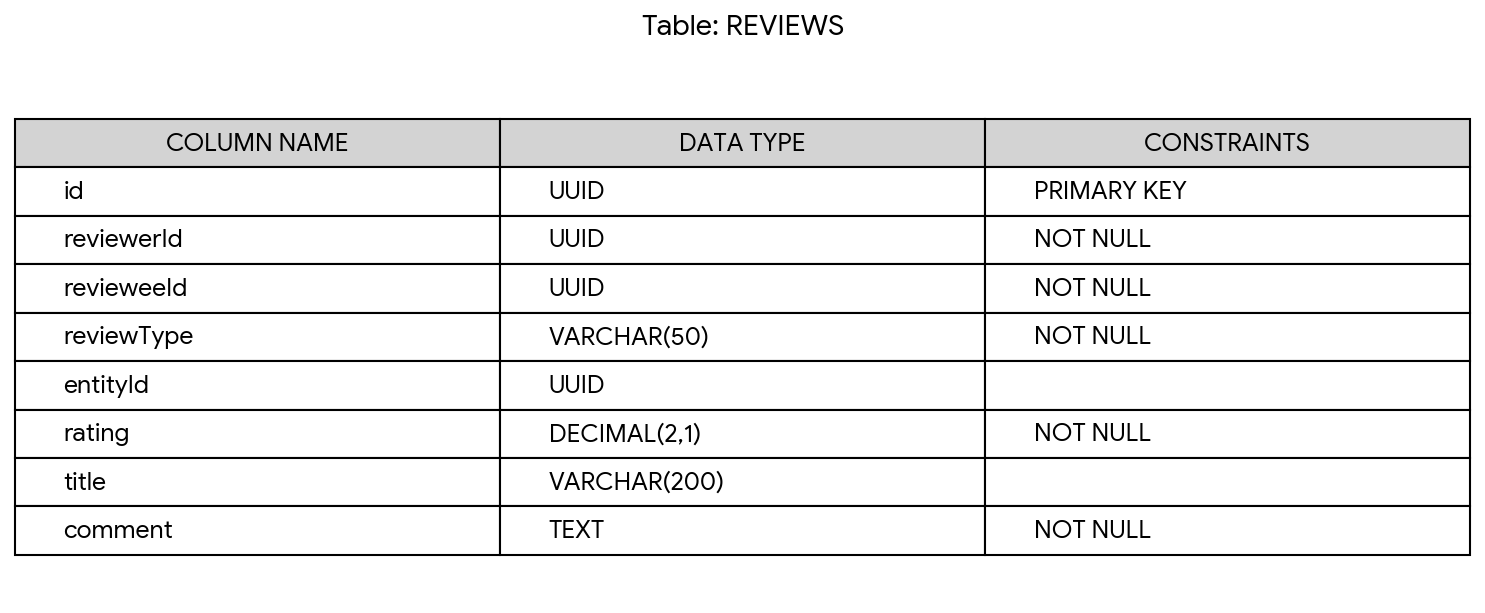 Table: REVIEWS
COLUMN NAME DATA TYPE CONSTRAINTS
id UUID PRIMARY KEY
reviewerId UUID NOT NULL
revieweeId UUID NOT NULL
reviewType VARCHAR(50) NOT NULL
entityId UUID
rating DECIMAL(2,1) NOT NULL
title VARCHAR(200)
comment TEXT NOT NULL